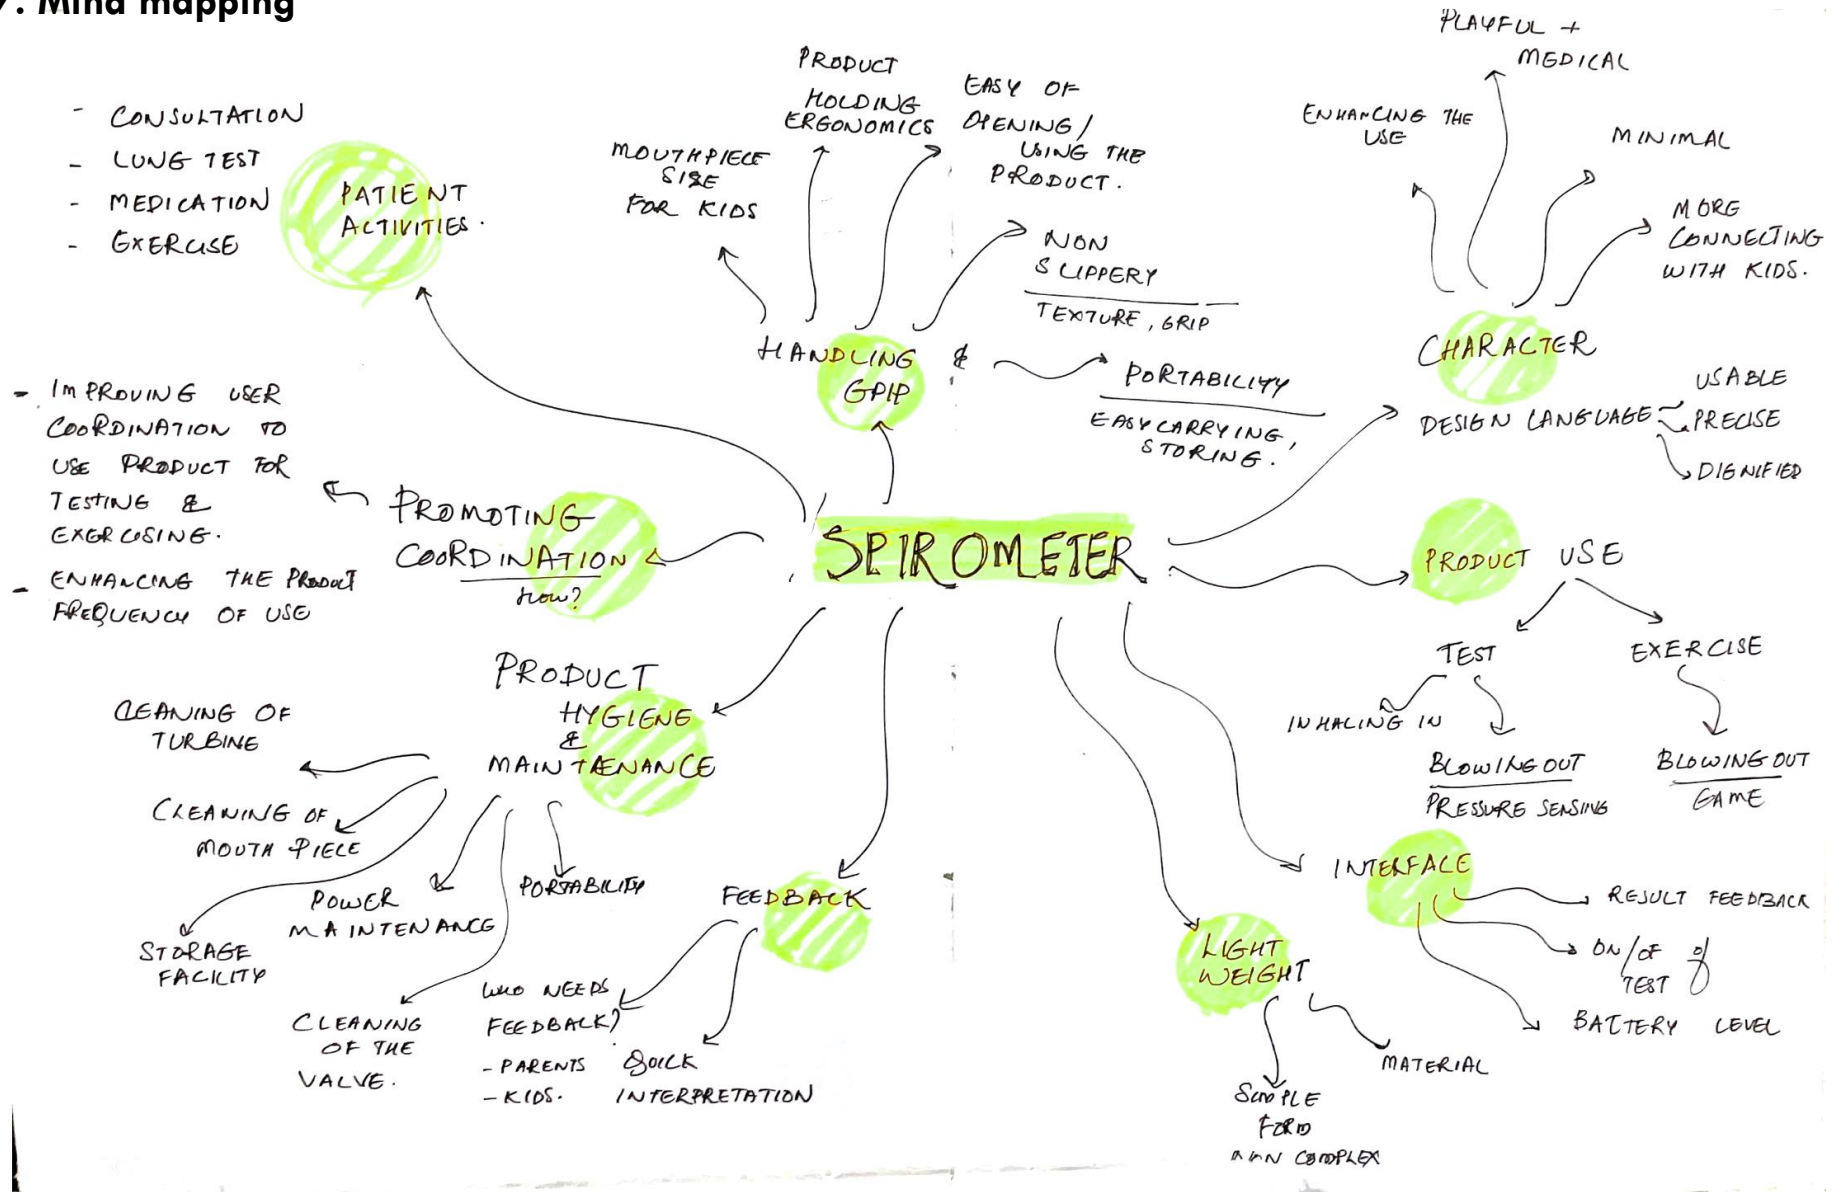 . Mind mapping
- CONSULTATION
- LUNG TEST
- MEDICATION
- EXERCISE
PATIENT
ACTIVITIES.
MOUTHPIECE
SIZE
FOR KIDS
PRODUCT
HOLDING
ERGONOMICS
EASY OF
OPENING/
USING THE
PRODUCT.
NON
SLIPPERY
TEXTURE, GRIP
HANDLING &
GPIP
PORTABILITY
EASY CARRYING,
STORING.
PLAYFUL +
MEDICAL
ENHANCING THE
USE
MINIMAL
MORE
CONNECTING
WITH KIDS.
CHARACTER
DESIGN LANGUAGE
USABLE
PRECISE
DIGNIFIED
- IMPROVING USER
COORDINATION TO
USE PRODUCT FOR
TESTING &
EXERCISING.
- ENHANCING THE PRODUCT
FREQUENCY OF USE
PROMOTING
COORDINATION
How?
SPIROMETER
PRODUCT USE
TEST
EXERCISE
INHALING IN
BLOWING OUT
PRESSURE SENSING
BLOWING OUT
GAME
PRODUCT
HYGIENE
&
MAINTÆNANCE
CLEANING OF
TURBINE
CLEANING OF
MOUTH PIECE
STORAGE
FACILITY
POWER
MAINTENANCE
PORTABILITY
CLEANING
OF THE
VALVE.
FEEDBACK
WHO NEEDS
FEEDBACK?
- PARENTS
- KIDS.
QUICK
INTERPRETATION
LIGHT
WEIGHT
SIMPLE
FORM
NON COMPLEX
MATERIAL
INTERFACE
RESULT FEEDBACK
ON/OF of
TEST
BATTERY LEVEL